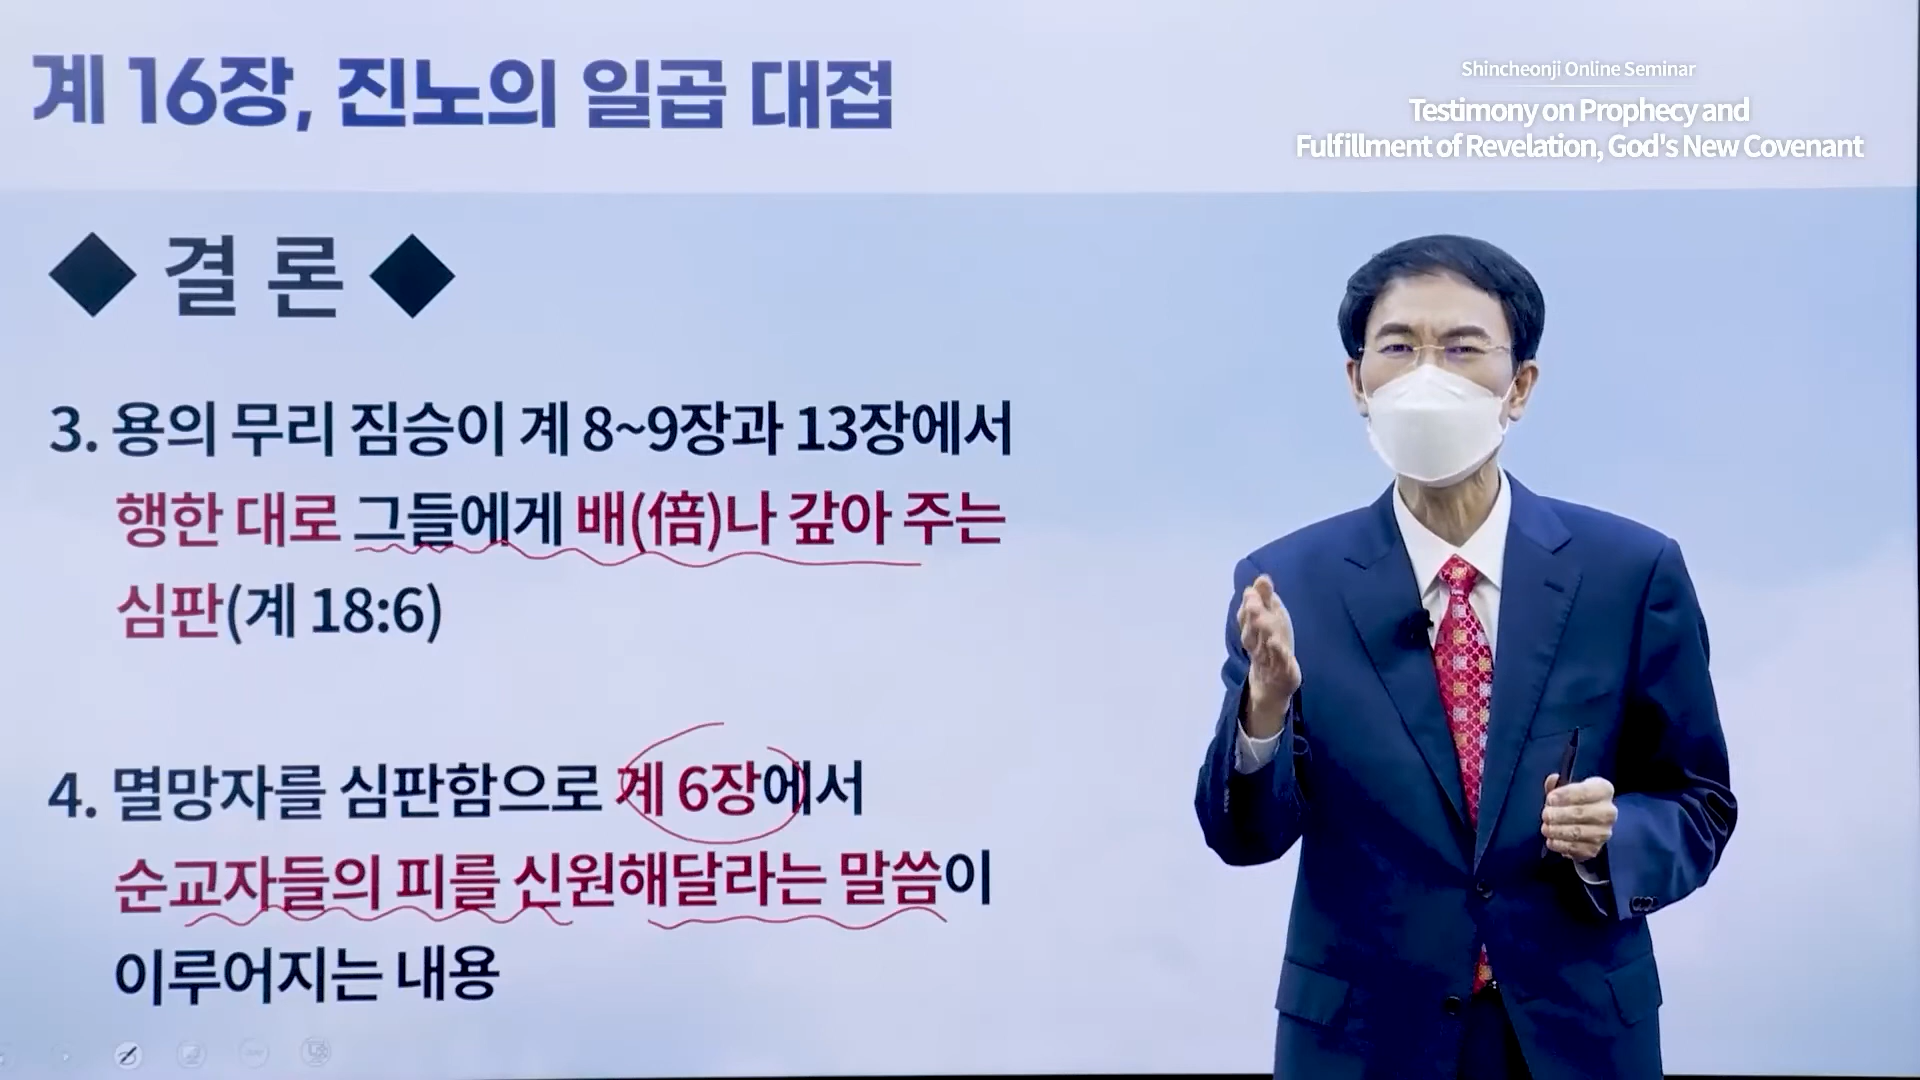 계 16장, 진노의 일곱 대접
Shincheonji Online Seminar
Testimony on Prophecy and
Fulfillment of Revelation, God's New Covenant
◆ 결 론 ◆
3. 용의 무리 짐승이 계 8~9장과 13장에서
행한 대로 그들에게 배(倍)나 갚아 주는
심판(계 18:6)
4. 멸망자를 심판함으로 계 6장에서
순교자들의 피를 신원해달라는 말씀이
이루어지는 내용